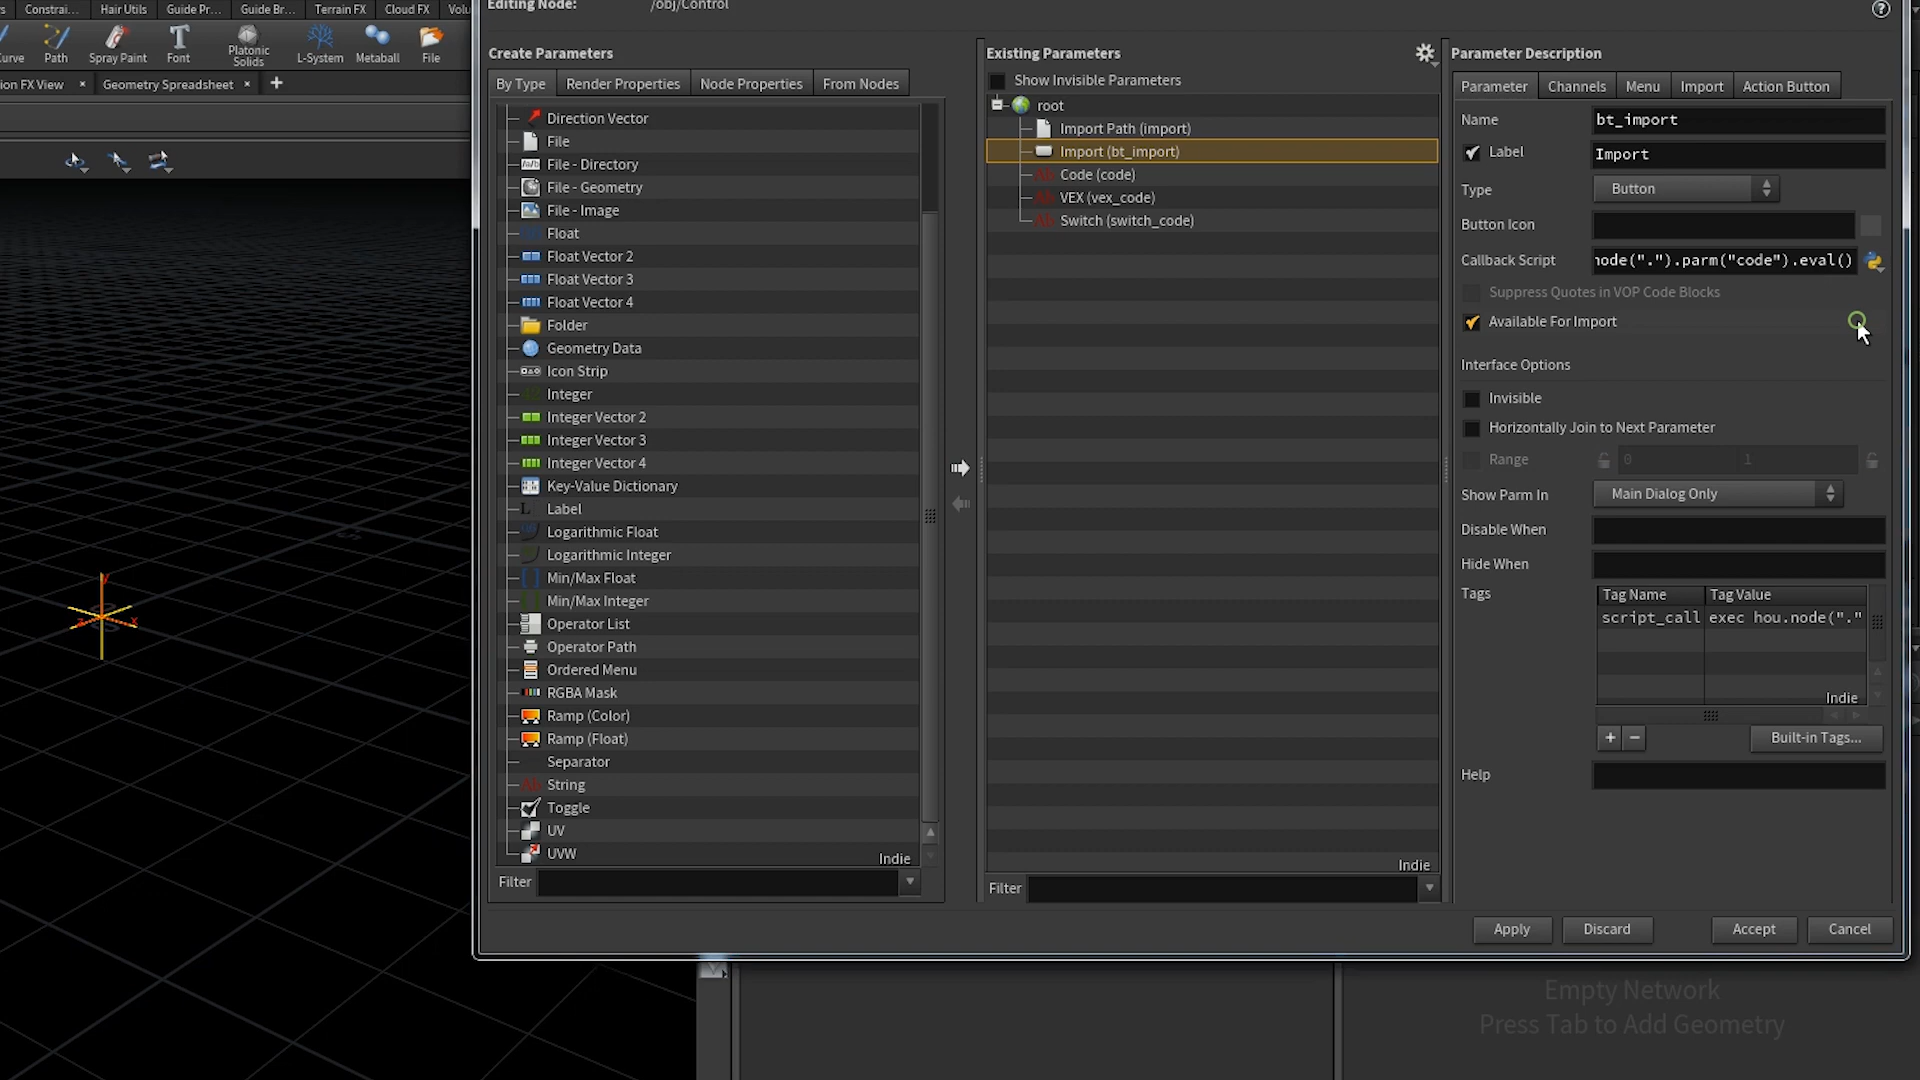 Constrai...
Hair Utils
Guide Pr...
Guide Br...
Terrain FX
Cloud FX
Path
Spray Paint
Font
Platonic
Solids
L-System
Metaball
File
ion FX View
Geometry Spreadsheet
Editing Node:
/obj/Control
Create Parameters
By Type
Render Properties
Node Properties
From Nodes
Direction Vector
File
File - Directory
File - Geometry
File - Image
Float
Float Vector 2
Float Vector 3
Float Vector 4
Folder
Geometry Data
Icon Strip
Integer
Integer Vector 2
Integer Vector 3
Integer Vector 4
Key-Value Dictionary
Label
Logarithmic Float
Logarithmic Integer
Min/Max Float
Min/Max Integer
Operator List
Operator Path
Ordered Menu
RGBA Mask
Ramp (Color)
Ramp (Float)
Separator
String
Toggle
UV
UVW
Indie
Filter
Existing Parameters
Show Invisible Parameters
root
Import Path (import)
Import (bt_import)
Code (code)
VEX (vex_code)
Switch (switch_code)
Indie
Filter
Parameter Description
Parameter
Channels
Menu
Import
Action Button
Name
bt_import
Label
Import
Type
Button
Button Icon
Callback Script
node(".").parm("code").eval()
Suppress Quotes in VOP Code Blocks
Available For Import
Interface Options
Invisible
Horizontally Join to Next Parameter
Range
0
1
Show Parm In
Main Dialog Only
Disable When
Hide When
Tags
Tag Name
Tag Value
script_call
exec hou.node("."
Indie
+
−
Built-in Tags...
Help
Apply
Discard
Accept
Cancel
Empty Network
Press Tab to Add Geometry